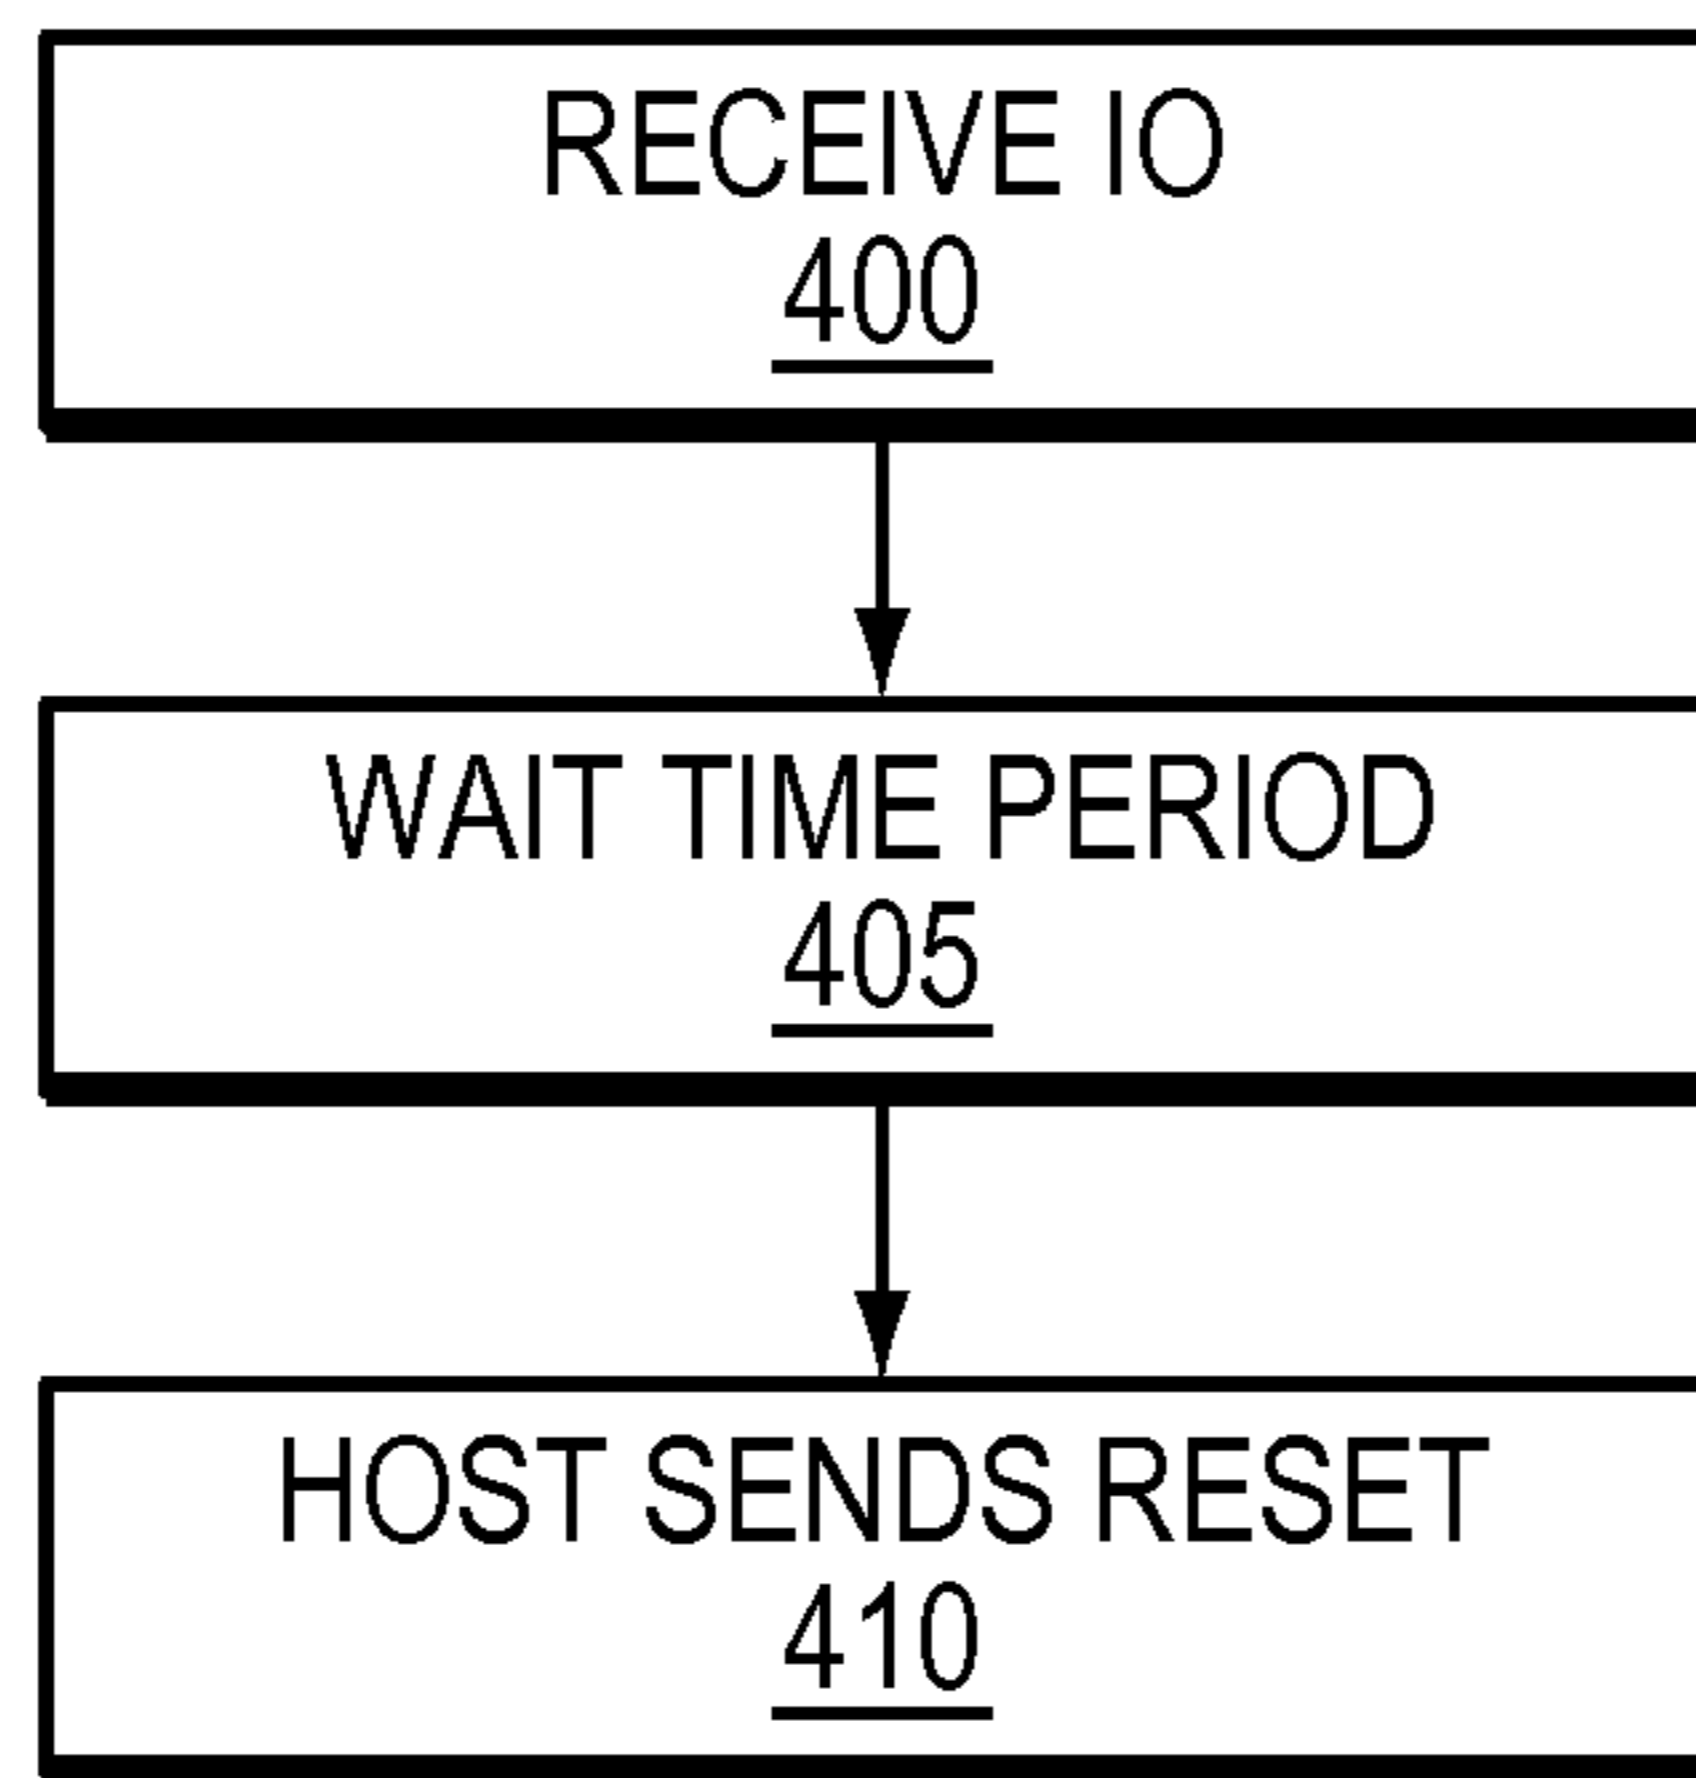 RECEIVE IO
400
WAIT TIME PERIOD
405
HOST SENDS RESET
410